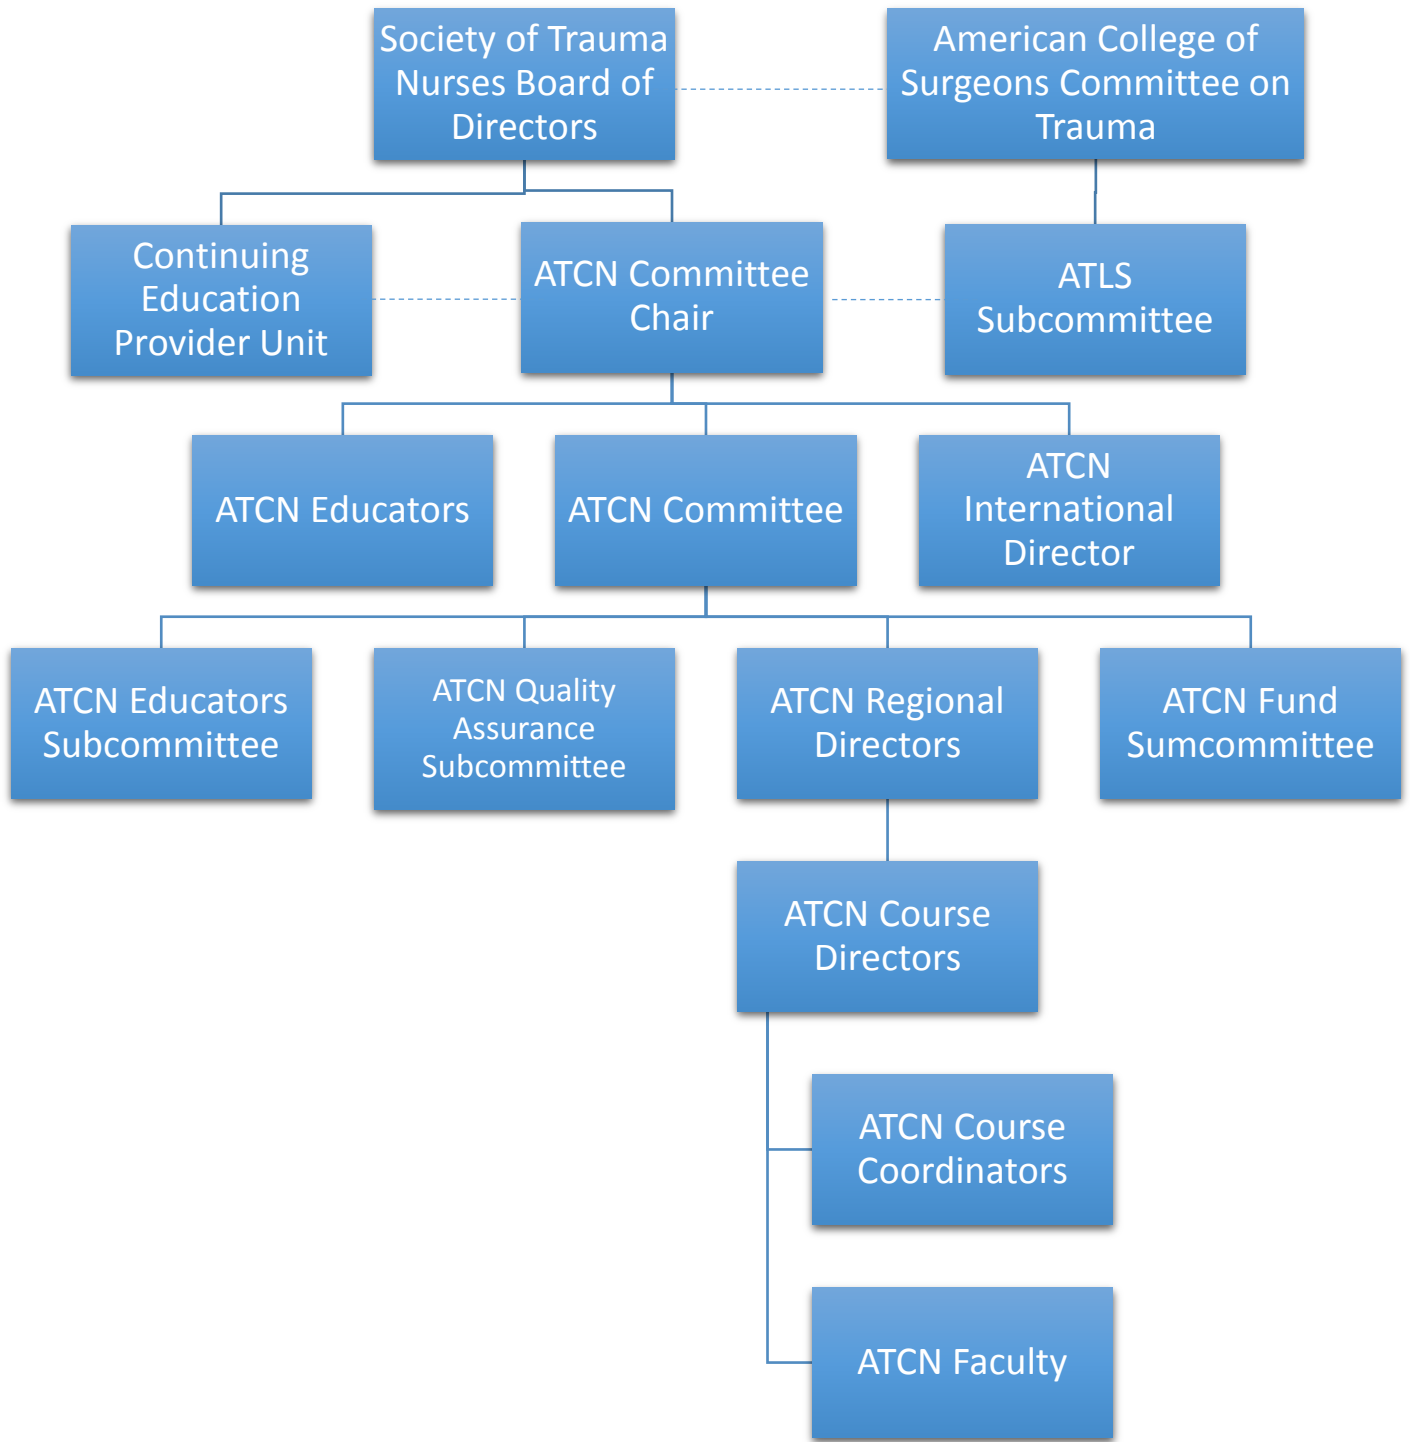 Society of Trauma
Nurses Board of
Directors
American College of
Surgeons Committee on
Trauma
Continuing
Education
Provider Unit
ATCN Committee
Chair
ATLS
Subcommittee
ATCN Educators
ATCN Committee
ATCN
International
Director
ATCN Educators
Subcommittee
ATCN Quality
Assurance
Subcommittee
ATCN Regional
Directors
ATCN Fund
Sumcommittee
ATCN Course
Directors
ATCN Course
Coordinators
ATCN Faculty